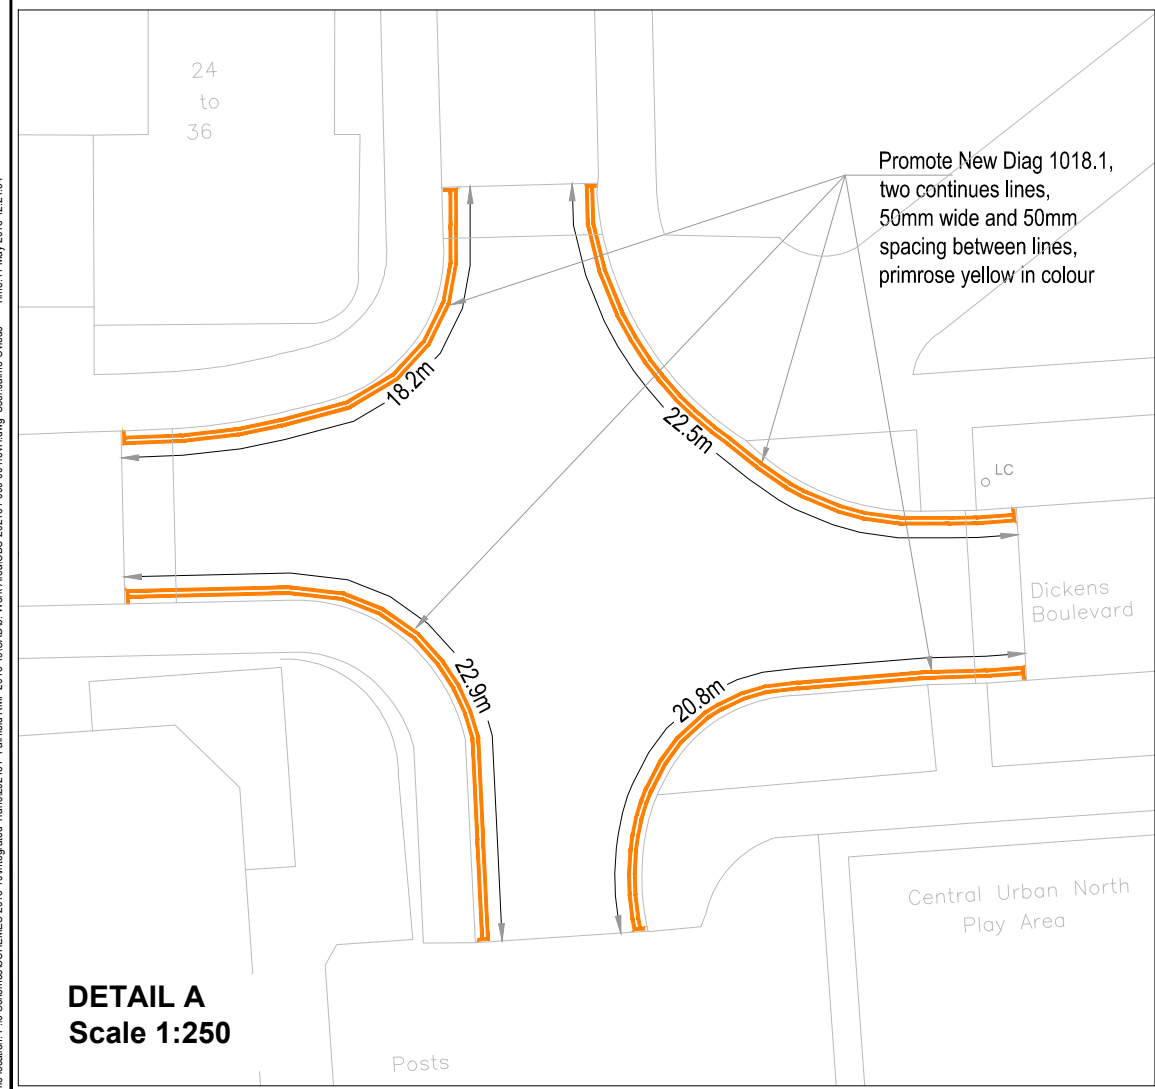 24
to
36
Promote New Diag 1018.1,
two continues lines,
50mm wide and 50mm
spacing between lines,
primrose yellow in colour
18.2m
22.5m
LC
Dickens
Boulevard
22.9m
20.8m
Central Urban North
Play Area
DETAIL A
Scale 1:250
Posts